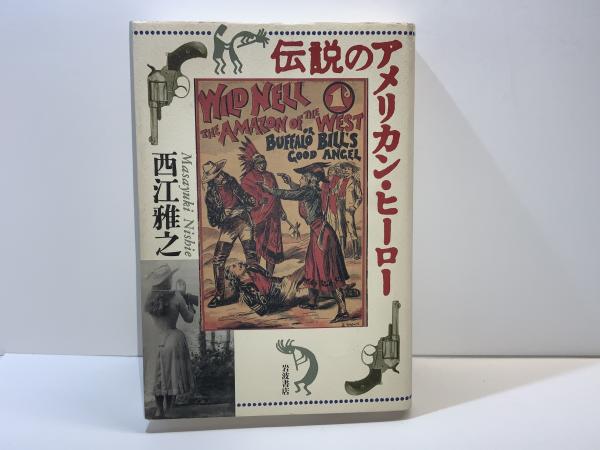 伝説のアメリカン・ヒーロー
WILD NELL
THE AMAZON OF THE WEST
OR
BUFFALO BILL'S
GOOD ANGEL
1D
西江雅之
Masayuki Nishie
岩波書店